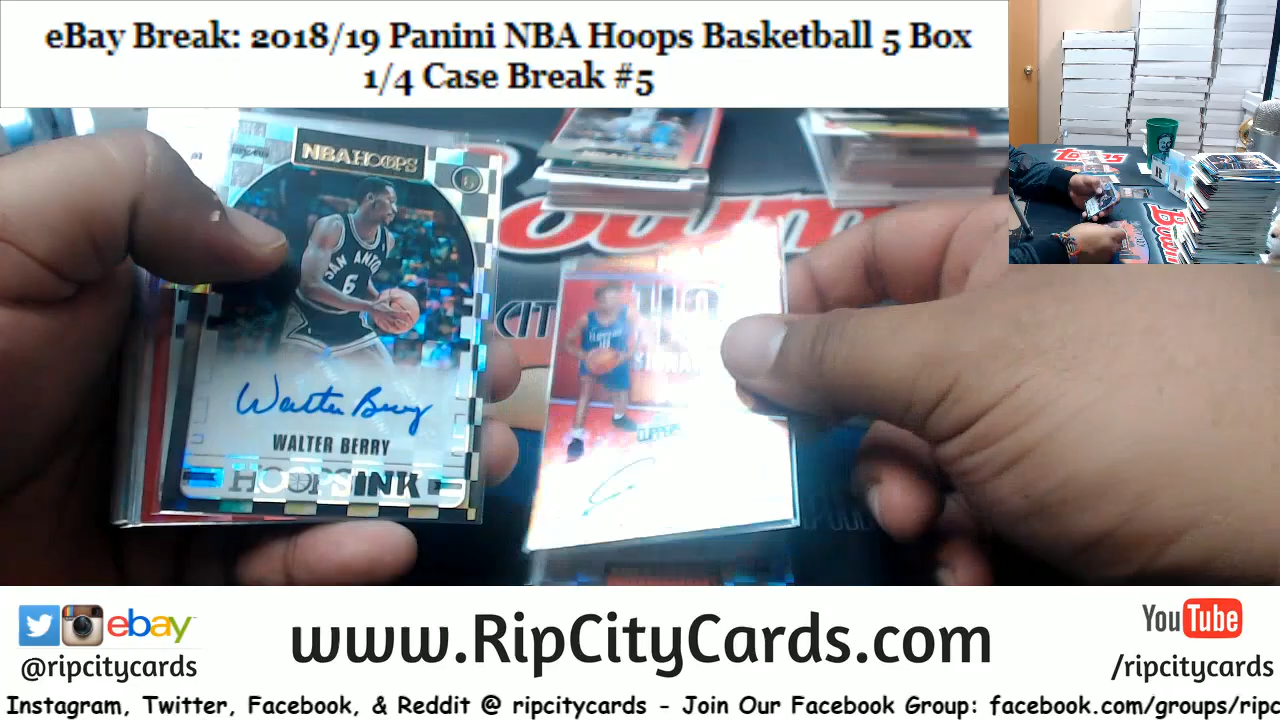 eBay Break: 2018/19 Panini NBA Hoops Basketball 5 Box
1/4 Case Break #5
NBA HOOPS
SAN ANTO
6
Walter Berry
WALTER BERRY
HOOPS INK
CIT
Topps
ebay
@ripcitycards
www.RipCityCards.com
YouTube
/ripcitycards
Instagram, Twitter, Facebook, & Reddit @ ripcitycards - Join Our Facebook Group: facebook.com/groups/ripc